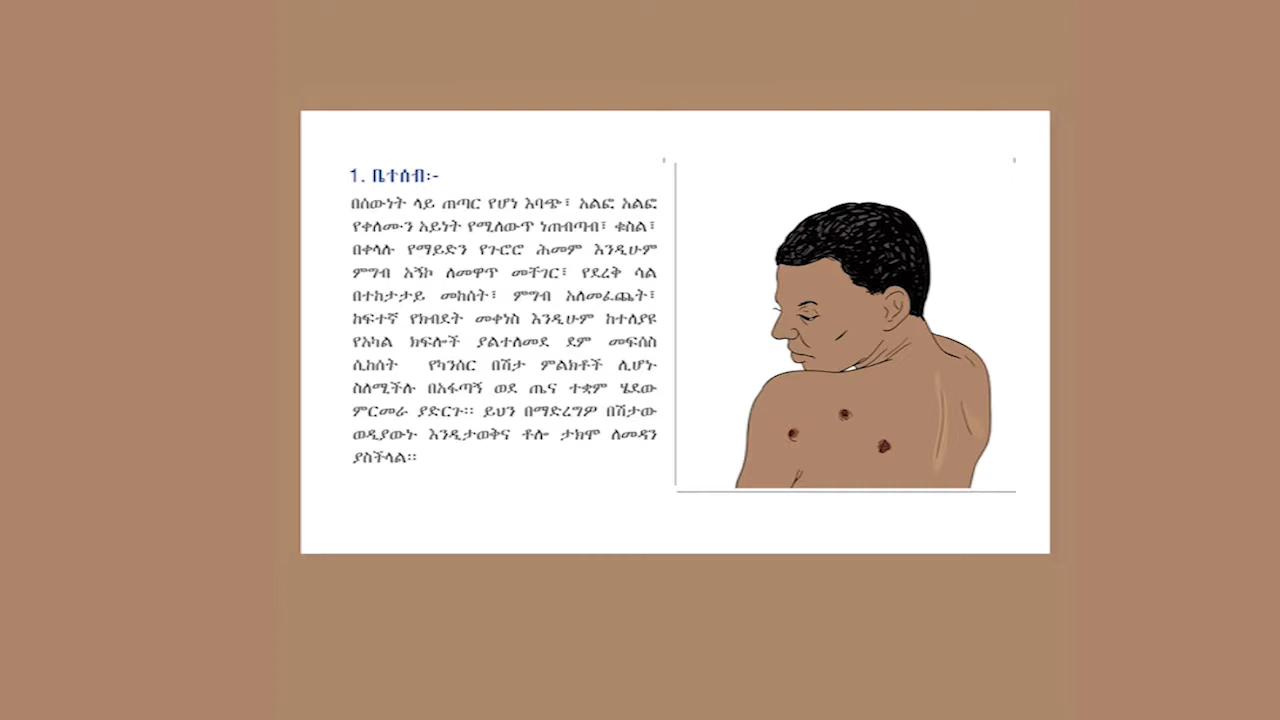 1. ቤተሰብ፡-
በሰውነት ላይ ጠጣር የሆነ እባጭ፣ አልፎ አልፎ
የቀለሙን አይነት የሚለውጥ ነጠብጣብ፣ ቁስል፣
በቀላሉ የማይድን የጉሮሮ ሕመም እንዲሁም
ምግብ አኝኮ ለመዋጥ መቸገር፣ የደረቅ ሳል
በተከታታይ መከሰት፣ ምግብ አለመፈጨት፣
ከፍተኛ የክብደት መቀነስ እንዲሁም ከተለያዩ
የአካል ክፍሎች ያልተለመደ ደም መፍሰስ
ሲከሰት የካንሰር በሽታ ምልክቶች ሊሆኑ
ስለሚችሉ በአፋጣኝ ወደ ጤና ተቋም ሄደው
ምርመራ ያድርጉ፡፡ ይህን በማድረግዎ በሽታው
ወዲያውኑ እንዲታወቅና ቶሎ ታክሞ ለመዳን
ያስችላል፡፡